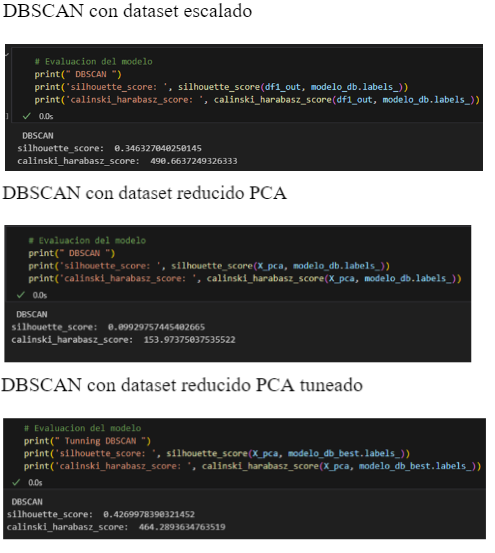 DBSCAN con dataset escalado
# Evaluacion del modelo
print(" DBSCAN ")
print('silhouette_score: ', silhouette_score(df1_out, modelo_db.labels_))
print('calinski_harabasz_score: ', calinski_harabasz_score(df1_out, modelo_db.labels_))
✓ 0.0s
DBSCAN
silhouette_score: 0.346327040250145
calinski_harabasz_score: 490.6637249326333
DBSCAN con dataset reducido PCA
# Evaluacion del modelo
print(" DBSCAN ")
print('silhouette_score: ', silhouette_score(X_pca, modelo_db.labels_))
print('calinski_harabasz_score: ', calinski_harabasz_score(X_pca, modelo_db.labels_))
✓ 0.0s
DBSCAN
silhouette_score: 0.09929757445402665
calinski_harabasz_score: 153.97375037535522
DBSCAN con dataset reducido PCA tuneado
# Evaluacion del modelo
print(" Tunning DBSCAN ")
print('silhouette_score: ', silhouette_score(X_pca, modelo_db_best.labels_))
print('calinski_harabasz_score: ', calinski_harabasz_score(X_pca, modelo_db_best.labels_))
✓ 0.0s
DBSCAN
silhouette_score: 0.4269978390321452
calinski_harabasz_score: 464.2893634763519